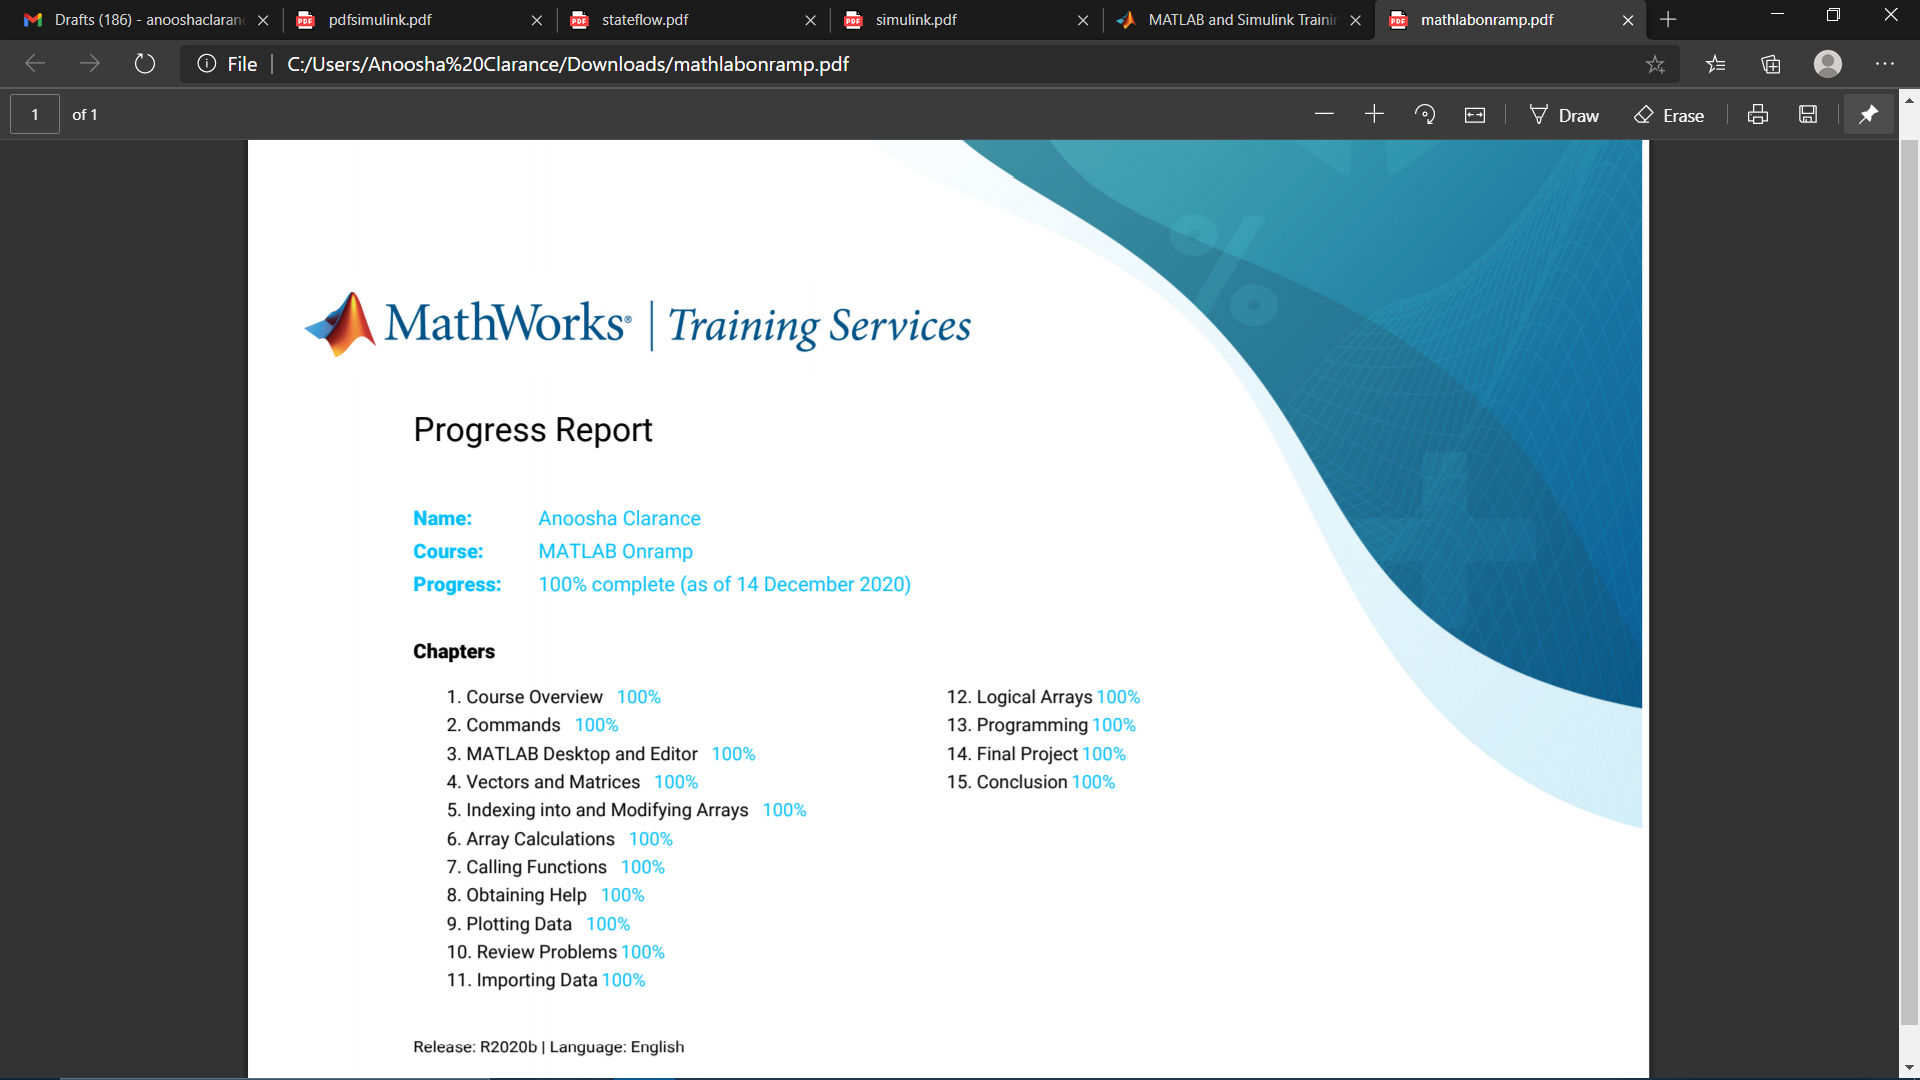 Drafts (186) - anooshaclaran
pdfsimulink.pdf
stateflow.pdf
simulink.pdf
MATLAB and Simulink Trainin
mathlabonramp.pdf
File
C:/Users/Anoosha%20Clarance/Downloads/mathlabonramp.pdf
1 of 1
Draw
Erase
MathWorks® | Training Services
Progress Report
Name: Anoosha Clarance
Course: MATLAB Onramp
Progress: 100% complete (as of 14 December 2020)
Chapters
1. Course Overview 100%
2. Commands 100%
3. MATLAB Desktop and Editor 100%
4. Vectors and Matrices 100%
5. Indexing into and Modifying Arrays 100%
6. Array Calculations 100%
7. Calling Functions 100%
8. Obtaining Help 100%
9. Plotting Data 100%
10. Review Problems 100%
11. Importing Data 100%
12. Logical Arrays 100%
13. Programming 100%
14. Final Project 100%
15. Conclusion 100%
Release: R2020b | Language: English